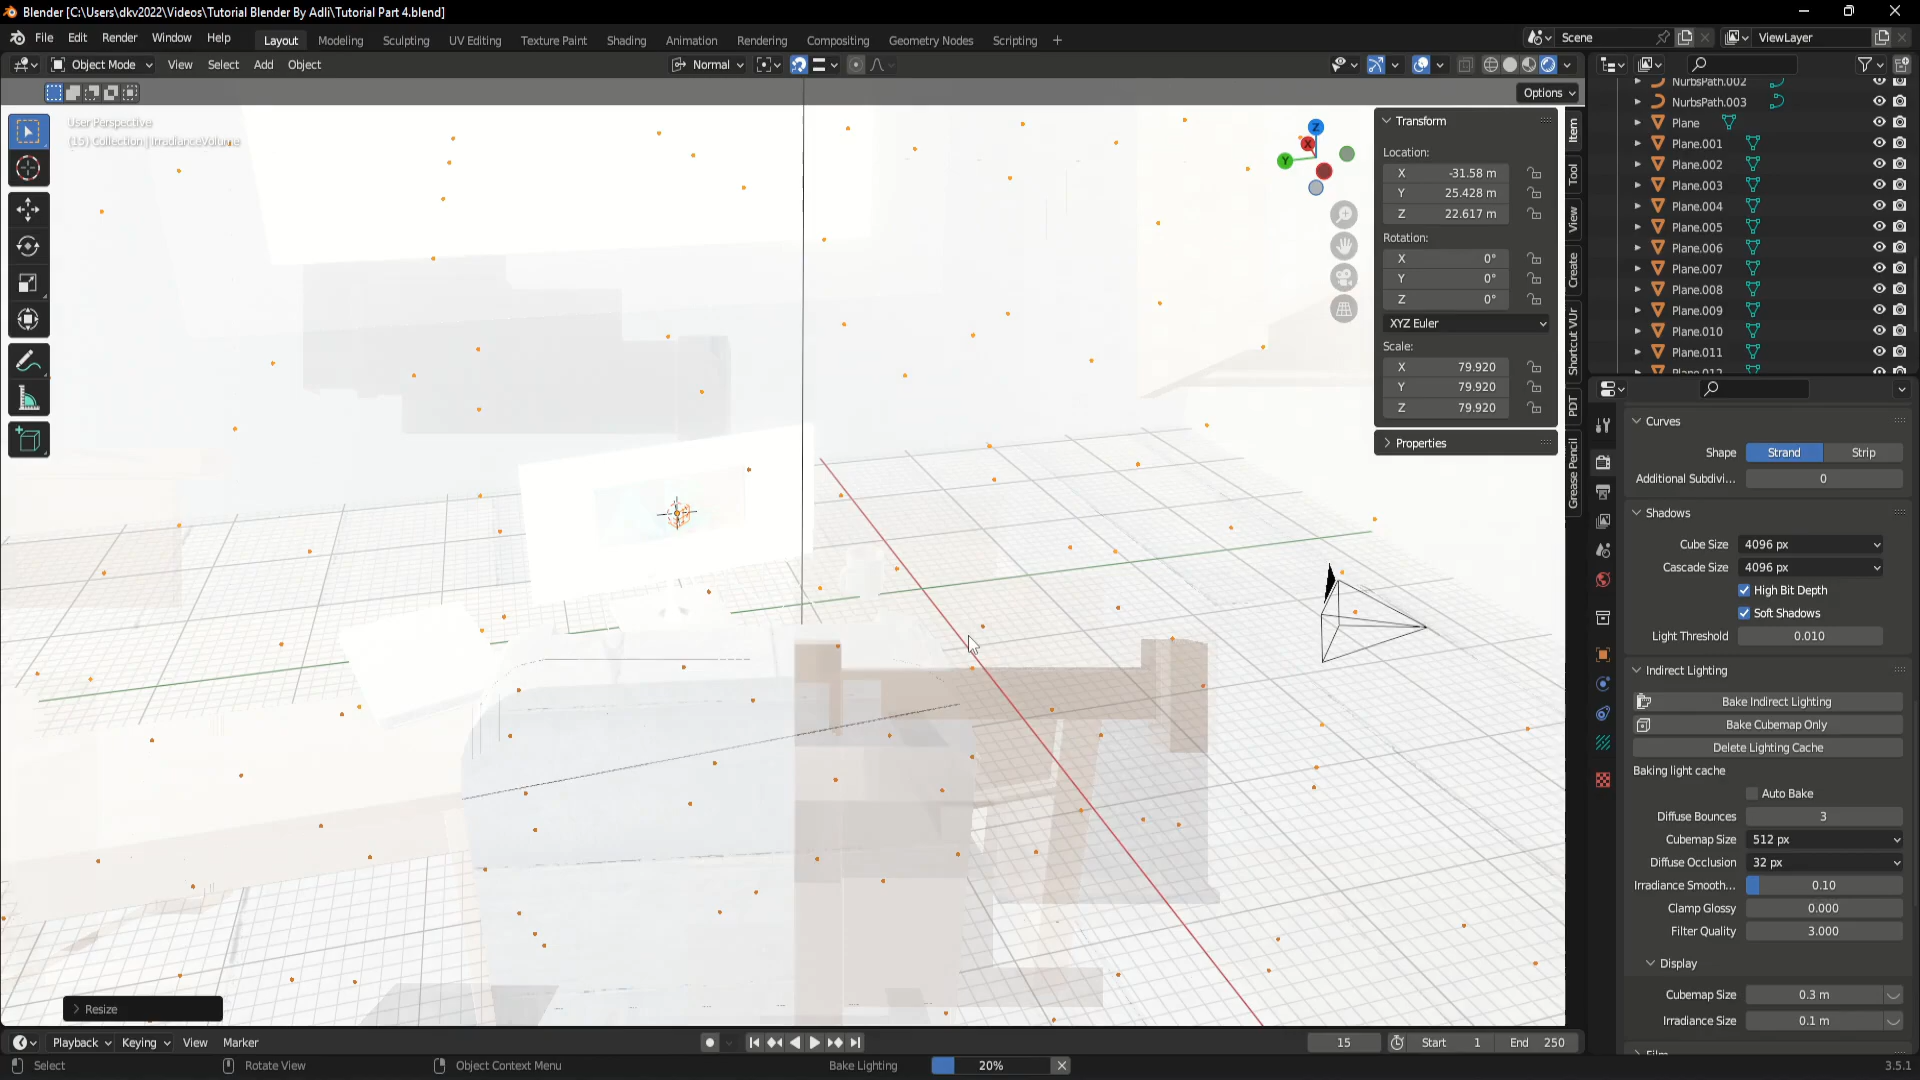 Blender [C:\Users\dkv2022\Videos\Tutorial Blender By Adli\Tutorial Part 4.blend]
File Edit Render Window Help Layout Modeling Sculpting UV Editing Texture Paint Shading Animation Rendering Compositing Geometry Nodes Scripting + Scene ViewLayer
Object Mode View Select Add Object Normal
Options
User Perspective
(15) Collection | IrradianceVolume
Z
X
Y
Transform
Location:
X -31.58 m
Y 25.428 m
Z 22.617 m
Rotation:
X 0°
Y 0°
Z 0°
XYZ Euler
Scale:
X 79.920
Y 79.920
Z 79.920
Properties
Item
Tool
View
Create
Shortcut VUr
PDT
Grease Pencil
NurbsPath.002
NurbsPath.003
Plane
Plane.001
Plane.002
Plane.003
Plane.004
Plane.005
Plane.006
Plane.007
Plane.008
Plane.009
Plane.010
Plane.011
Plane.012
Curves
Shape Strand Strip
Additional Subdivi... 0
Shadows
Cube Size 4096 px
Cascade Size 4096 px
High Bit Depth
Soft Shadows
Light Threshold 0.010
Indirect Lighting
Bake Indirect Lighting
Bake Cubemap Only
Delete Lighting Cache
Baking light cache
Auto Bake
Diffuse Bounces 3
Cubemap Size 512 px
Diffuse Occlusion 32 px
Irradiance Smooth... 0.10
Clamp Glossy 0.000
Filter Quality 3.000
Display
Cubemap Size 0.3 m
Irradiance Size 0.1 m
Film
Resize
Playback Keying View Marker 15 Start 1 End 250
Select Rotate View Object Context Menu Bake Lighting 20% 3.5.1